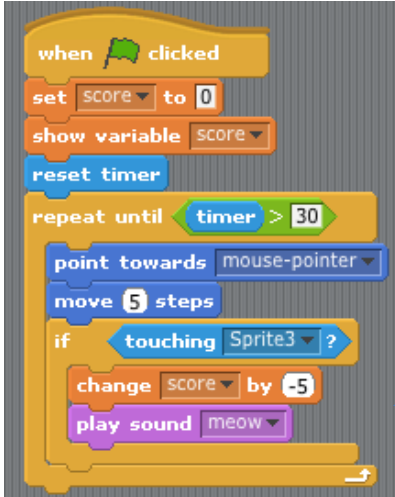 when clicked
set score to 0
show variable score
reset timer
repeat until timer > 30
point towards mouse-pointer
move 5 steps
if touching Sprite3 ?
change score by -5
play sound meow